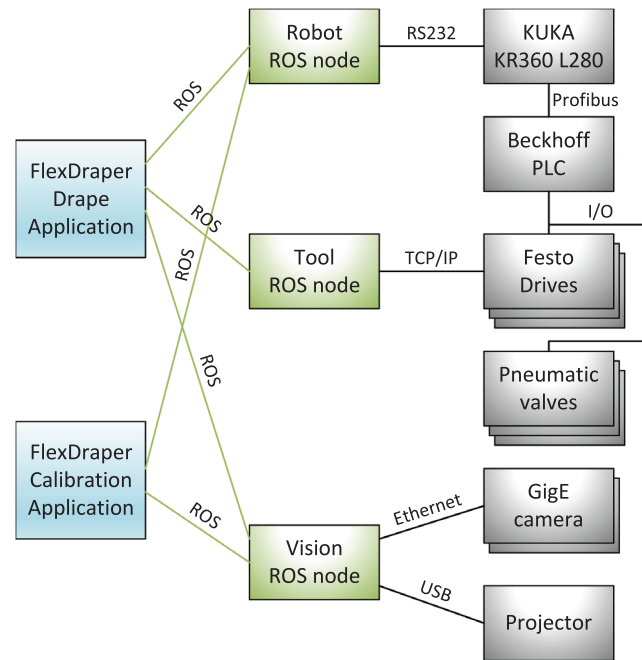 Robot
ROS node
RS232
KUKA
KR360 L280
Profibus
ROS
FlexDraper
Drape
Application
Beckhoff
PLC
I/O
ROS
ROS
Tool
ROS node
TCP/IP
Festo
Drives
ROS
Pneumatic
valves
FlexDraper
Calibration
Application
ROS
Ethernet
GigE
camera
Vision
ROS node
USB
Projector